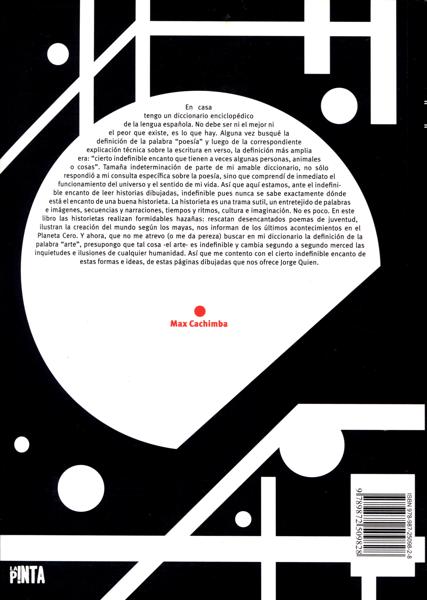 En casa
tengo un diccionario enciclopédico
de la lengua española. No debe ser ni el mejor ni
el peor que existe, es lo que hay. Alguna vez busqué la
definición de la palabra “poesía” y luego de la correspondiente
explicación técnica sobre la escritura en verso, la definición más amplia
era: “cierto indefinible encanto que tienen a veces algunas personas, animales
o cosas”. Tamaña indeterminación de parte de mi amable diccionario, no sólo
respondió a mi consulta específica sobre la poesía, sino que comprendí de inmediato el
funcionamiento del universo y el sentido de mi vida. Así que aquí estamos, ante el indefini-
ble encanto de leer historias dibujadas, indefinible pues nunca se sabe exactamente dónde
está el encanto de una buena historieta. La historieta es una trama sutil, un entretejido de palabras
e imágenes, secuencias y narraciones, tiempos y ritmos, cultura e imaginación. No es poco. En este
libro las historietas realizan formidables hazañas: rescatan desencantados poemas de juventud,
ilustran la creación del mundo según los mayas, nos informan de los últimos acontecimientos en el
Planeta Cero. Y ahora, que no me atrevo (o me da pereza) buscar en mi diccionario la definición de la
palabra “arte”, presupongo que tal cosa -el arte- es indefinible y cambia segundo a segundo merced las
inquietudes e ilusiones de cualquier humanidad. Así que me contento con el cierto indefinible encanto de
estas formas e ideas, de estas páginas dibujadas que nos ofrece Jorge Quien.
Max Cachimba
ISBN 978-987-25098-2-8
9 789872 509828
LA
P!NTA